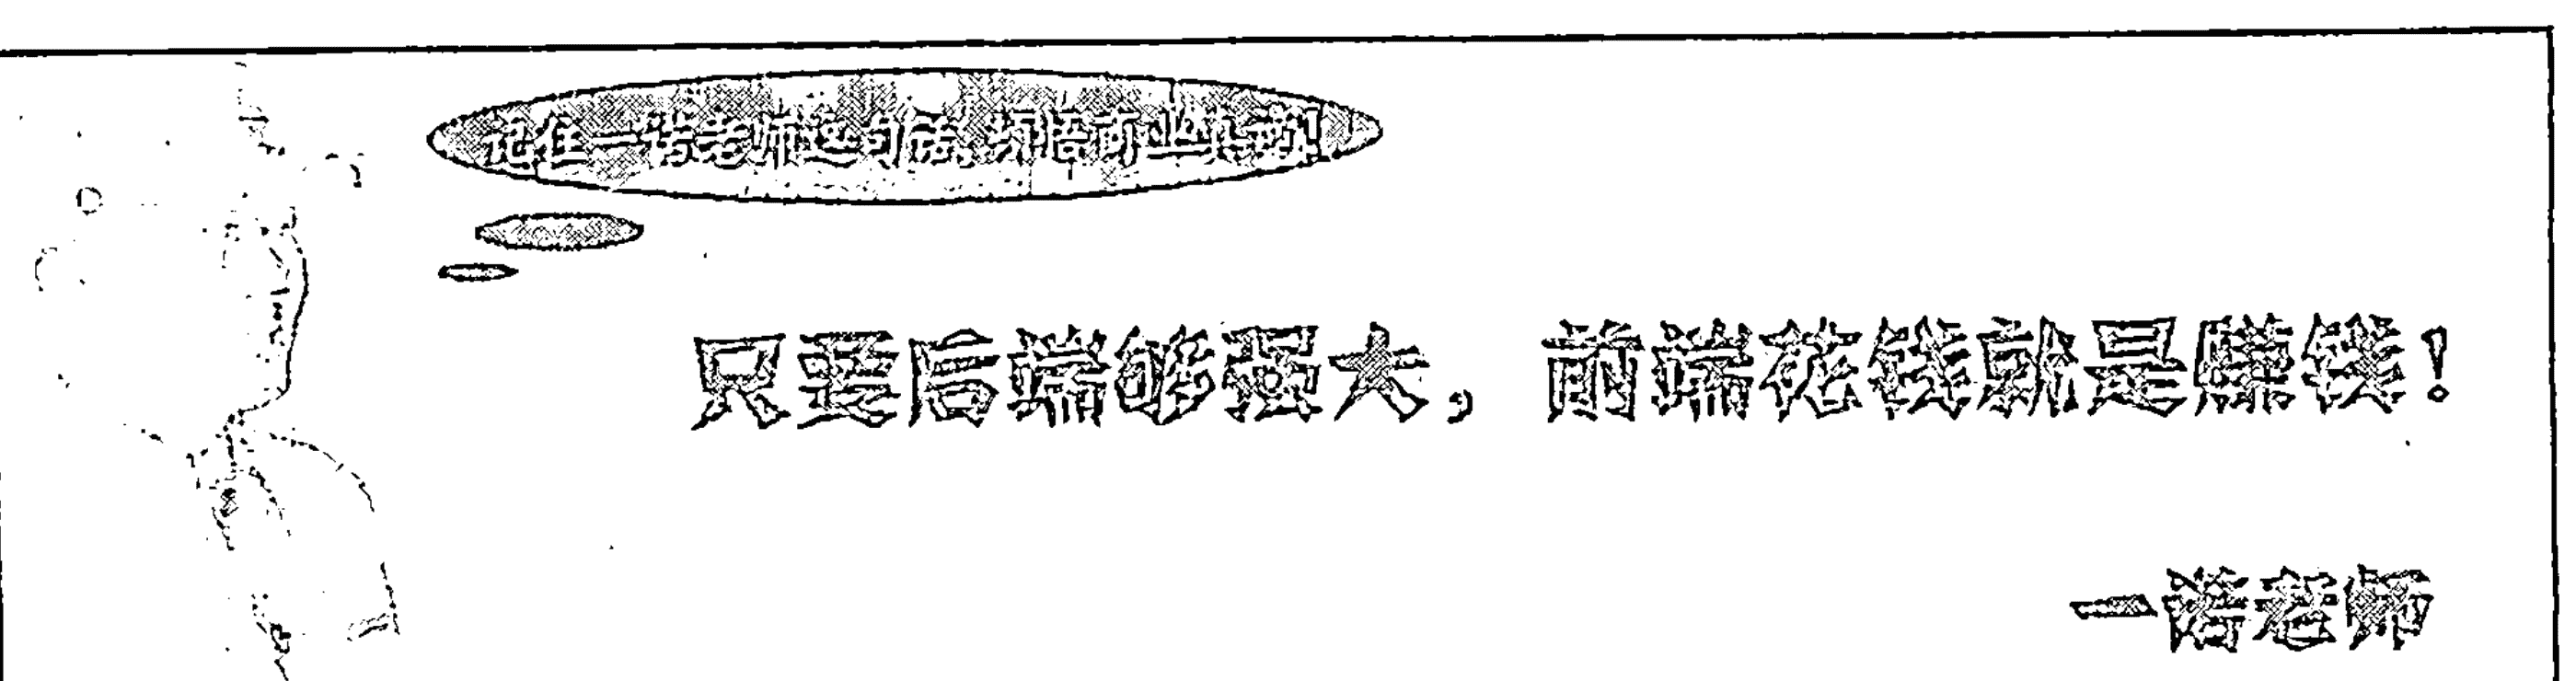 记住一诺老师这句话,领悟商业真谛!
只要后端够强大，前端花钱就是赚钱！
一诺老师